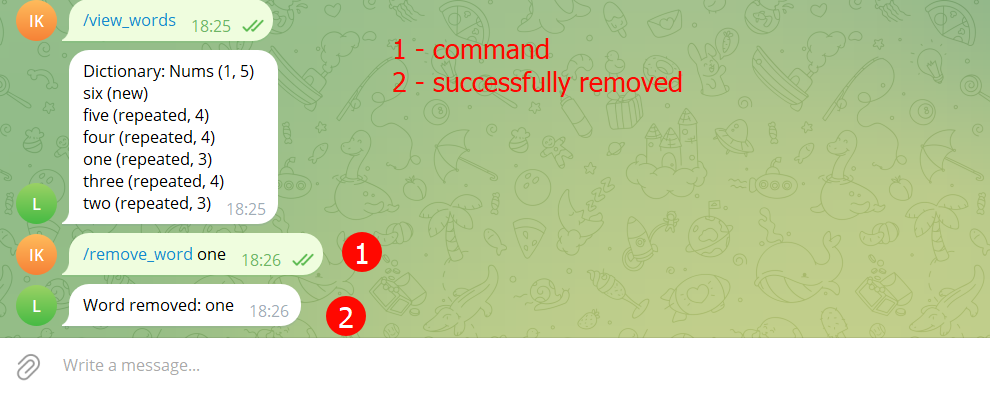 IK
/view_words 18:25
1 - command
2 - successfully removed
Dictionary: Nums (1, 5)
six (new)
five (repeated, 4)
four (repeated, 4)
one (repeated, 3)
three (repeated, 4)
two (repeated, 3) 18:25
L
IK
/remove_word one 18:26
1
L
Word removed: one 18:26
2
Write a message...